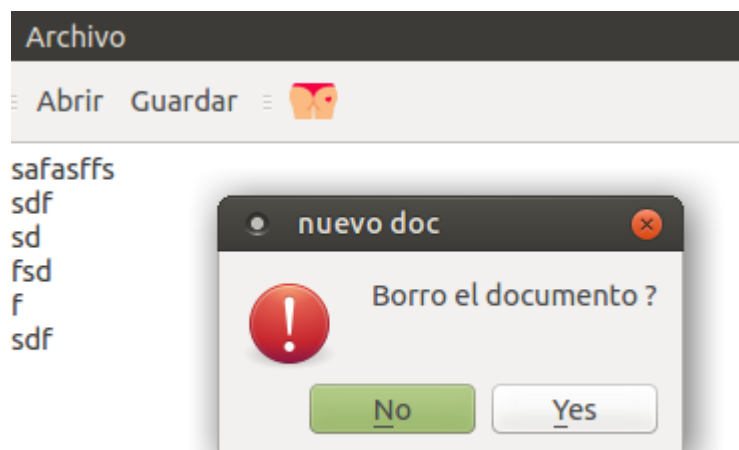 Archivo
Abrir Guardar
safasffs
sdf
sd
fsd
f
sdf
nuevo doc
Borro el documento ?
No Yes